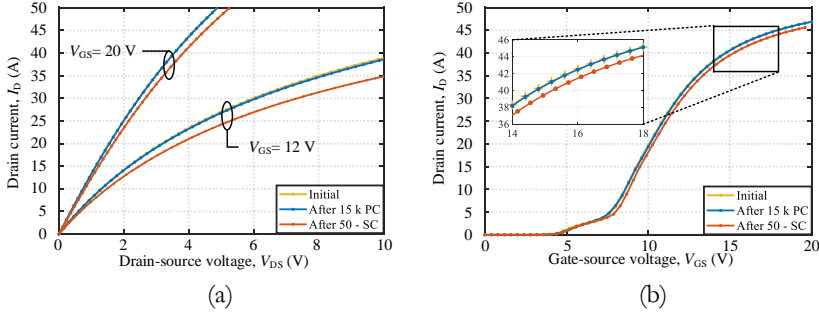 50
45
40
35
30
25
20
15
10
5
0
Drain current, I_D (A)
V_GS= 20 V
V_GS= 12 V
Initial
After 15 k PC
After 50 - SC
0 2 4 6 8 10
Drain-source voltage, V_DS (V)
(a)
50
45
40
35
30
25
20
15
10
5
0
Drain current, I_D (A)
46
44
42
40
38
36
14 16 18
Initial
After 15 k PC
After 50 - SC
0 5 10 15 20
Gate-source voltage, V_GS (V)
(b)